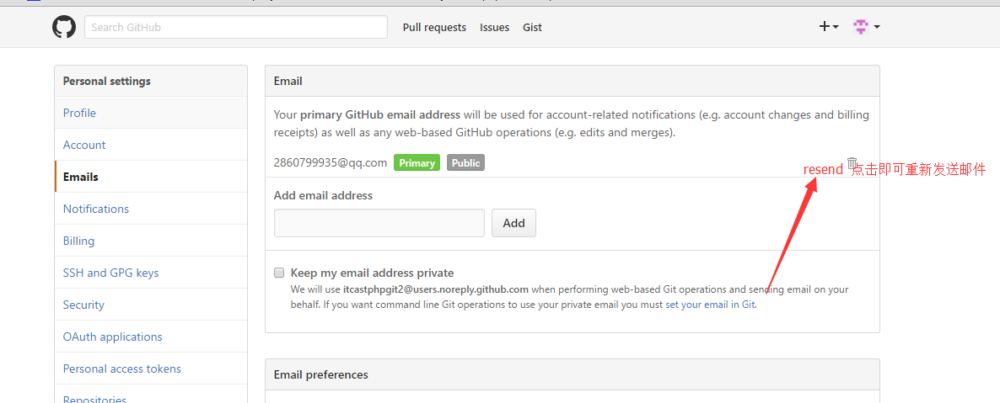 Search GitHub
Pull requests
Issues
Gist
Personal settings
Profile
Account
Emails
Notifications
Billing
SSH and GPG keys
Security
OAuth applications
Personal access tokens
Repositories
Email
Your primary GitHub email address will be used for account-related notifications (e.g. account changes and billing
receipts) as well as any web-based GitHub operations (e.g. edits and merges).
2860799935@qq.com Primary Public
resend 点击即可重新发送邮件
Add email address
Add
Keep my email address private
We will use itcastphpgit2@users.noreply.github.com when performing web-based Git operations and sending email on your
behalf. If you want command line Git operations to use your private email you must set your email in Git.
Email preferences